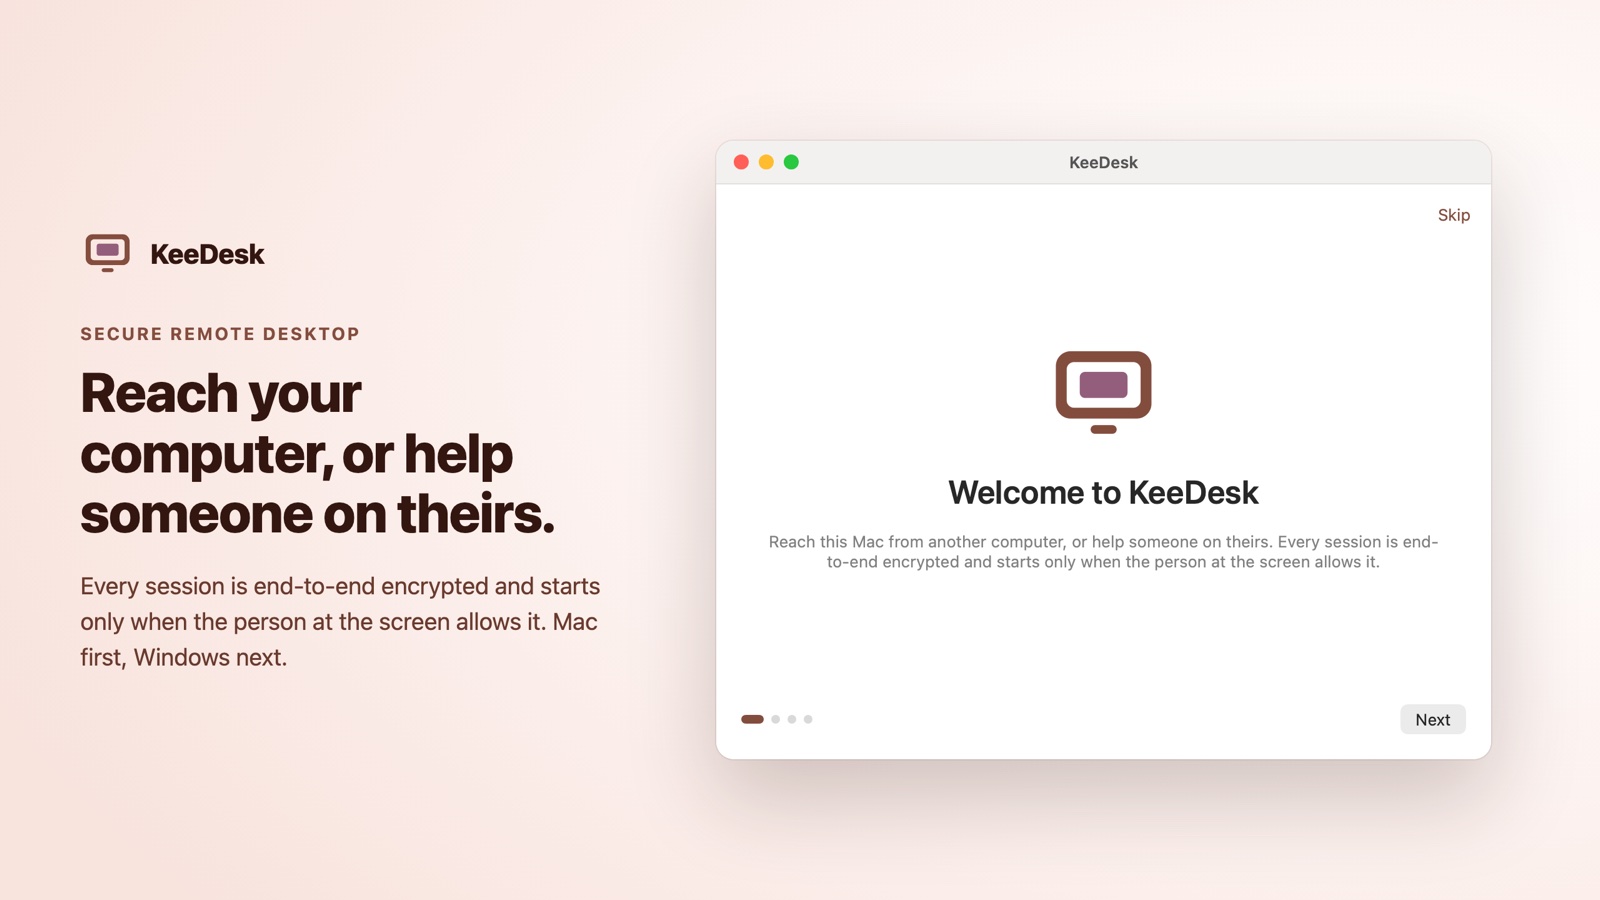 KeeDesk
SECURE REMOTE DESKTOP
Reach your
computer, or help
someone on theirs.
Every session is end-to-end encrypted and starts
only when the person at the screen allows it. Mac
first, Windows next.
KeeDesk
Skip
Welcome to KeeDesk
Reach this Mac from another computer, or help someone on theirs. Every session is end-
to-end encrypted and starts only when the person at the screen allows it.
Next